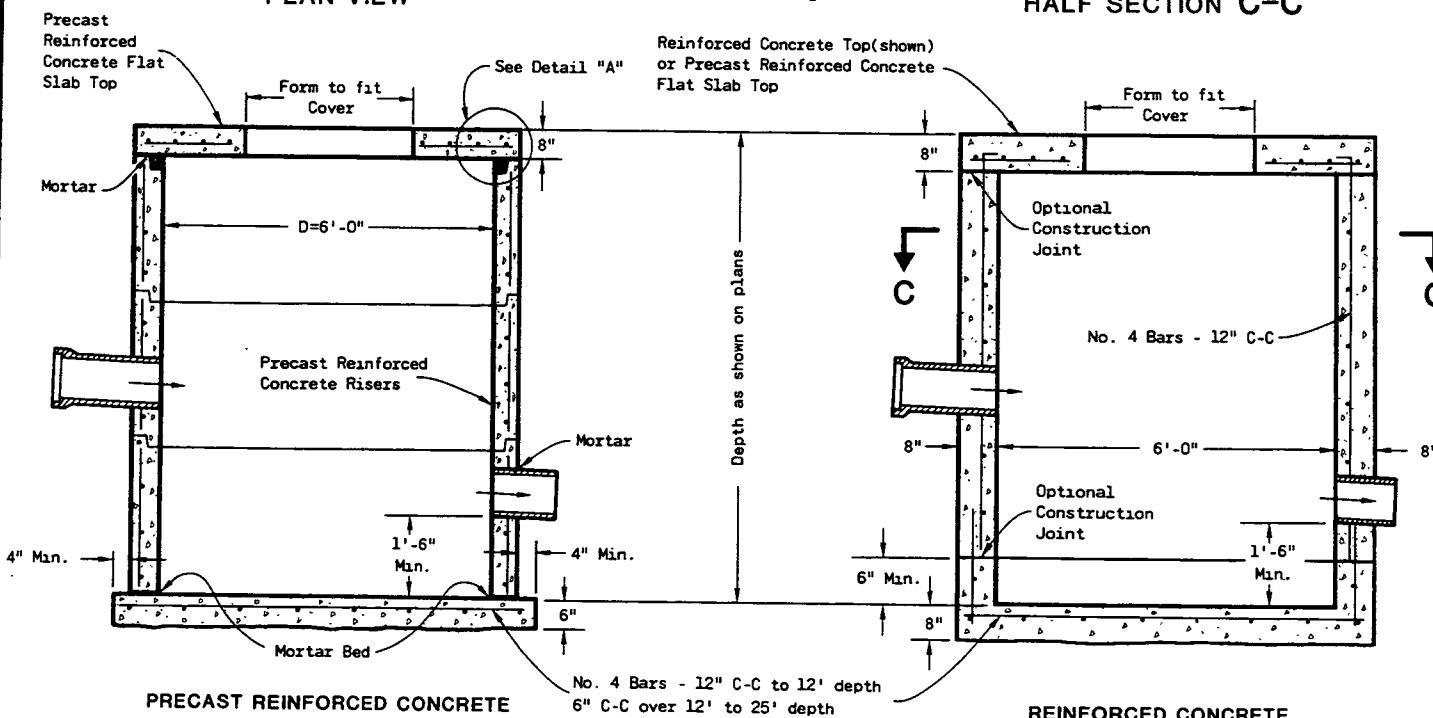 PLAN VIEW
HALF SECTION C-C
Precast
Reinforced
Concrete Flat
Slab Top
Form to fit
Cover
See Detail "A"
8"
Mortar
D=6'-0"
Precast Reinforced
Concrete Risers
Mortar
4" Min.
1'-6"
Min.
4" Min.
6"
Mortar Bed
PRECAST REINFORCED CONCRETE
Depth as shown on plans
No. 4 Bars - 12" C-C to 12' depth
6" C-C over 12' to 25' depth
Reinforced Concrete Top(shown)
or Precast Reinforced Concrete
Flat Slab Top
Form to fit
Cover
8"
Optional
Construction
Joint
C
C
No. 4 Bars - 12" C-C
8"
6'-0"
8"
Optional
Construction
Joint
6" Min.
1'-6"
Min.
8"
REINFORCED CONCRETE